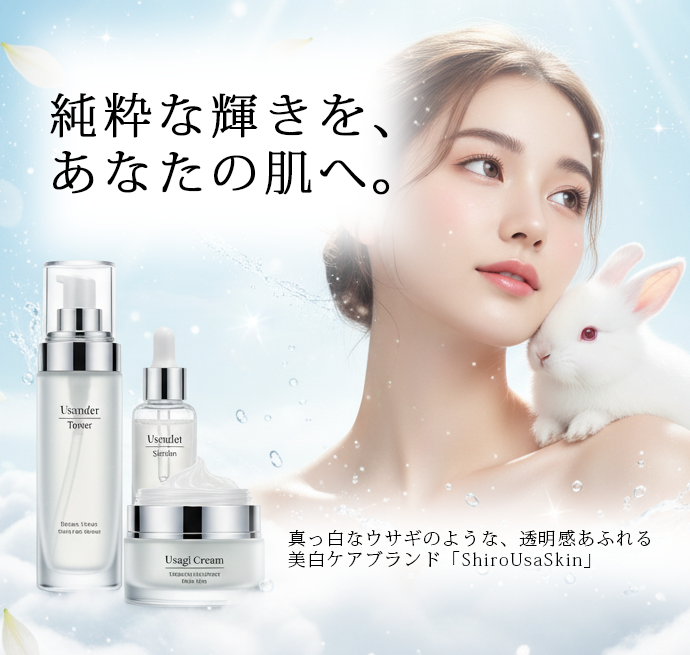 純粋な輝きを、
あなたの肌へ。
Usander
Tower
Usagi Cream
真っ白なウサギのような、透明感あふれる
美白ケアブランド「ShiroUsaSkin」